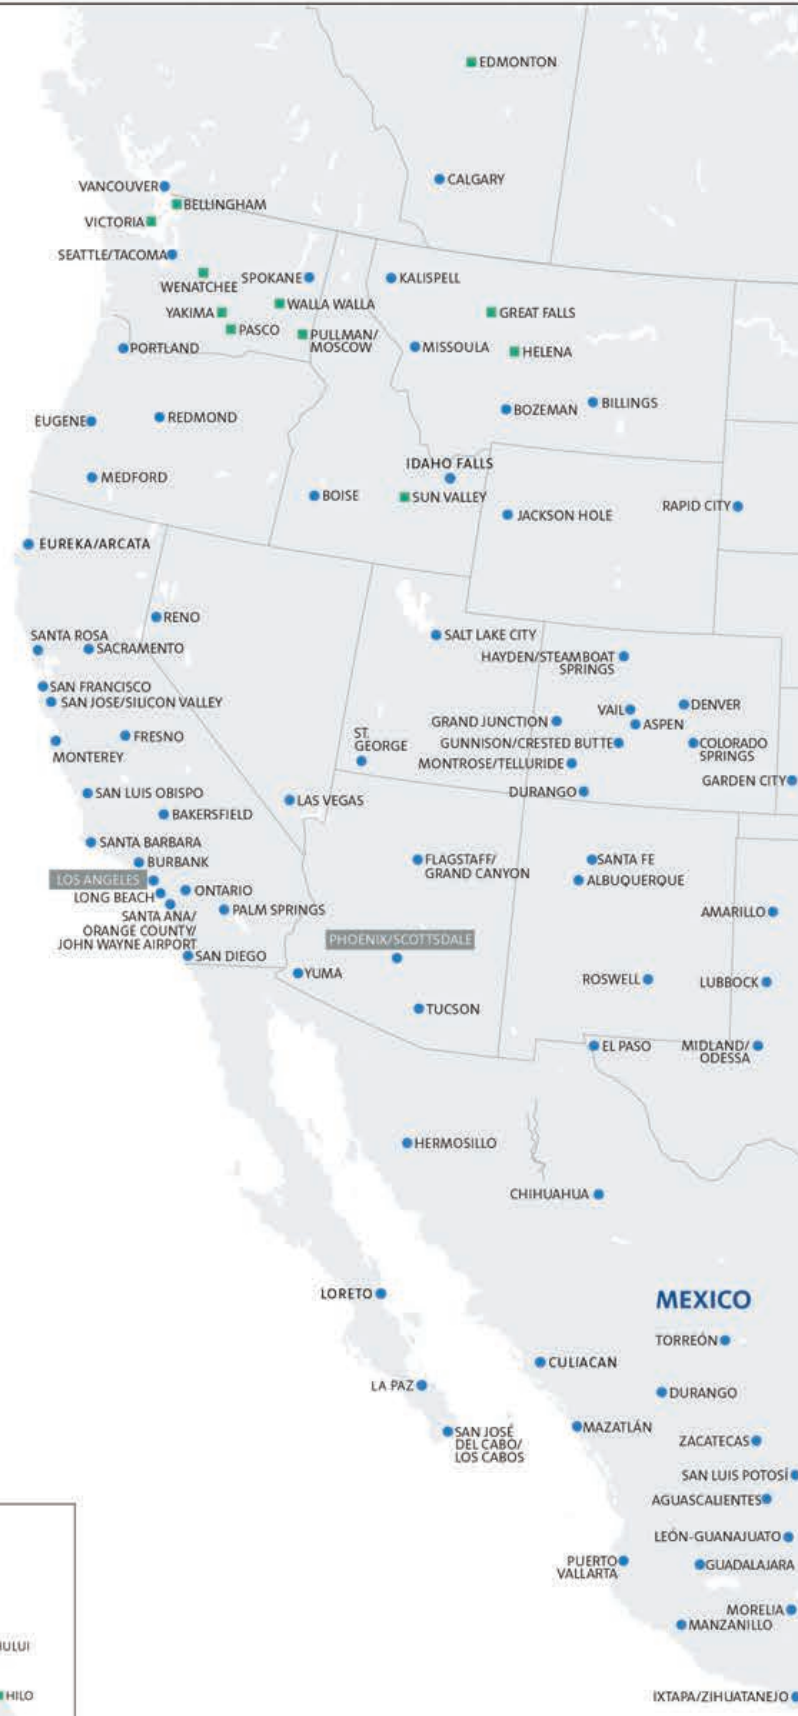 EDMONTON
CALGARY
VANCOUVER
BELLINGHAM
VICTORIA
SEATTLE/TACOMA
WENATCHEE
SPOKANE
KALISPELL
WALLA WALLA
YAKIMA
GREAT FALLS
PASCO
PULLMAN/
MOSCOW
PORTLAND
MISSOULA
HELENA
BILLINGS
BOZEMAN
EUGENE
REDMOND
IDAHO FALLS
MEDFORD
BOISE
SUN VALLEY
JACKSON HOLE
RAPID CITY
EUREKA/ARCATA
RENO
SANTA ROSA
SACRAMENTO
SALT LAKE CITY
HAYDEN/STEAMBOAT
SPRINGS
SAN FRANCISCO
SAN JOSE/SILICON VALLEY
VAIL
DENVER
GRAND JUNCTION
ASPEN
MONTEREY
FRESNO
ST.
GEORGE
GUNNISON/CRESTED BUTTE
COLORADO
SPRINGS
MONTROSE/TELLURIDE
GARDEN CITY
SAN LUIS OBISPO
LAS VEGAS
DURANGO
BAKERSFIELD
SANTA BARBARA
BURBANK
FLAGSTAFF/
GRAND CANYON
SANTA FE
LOS ANGELES
ALBUQUERQUE
LONG BEACH
ONTARIO
SANTA ANA/
ORANGE COUNTY/
JOHN WAYNE AIRPORT
PALM SPRINGS
AMARILLO
PHOENIX/SCOTTSDALE
SAN DIEGO
YUMA
ROSWELL
LUBBOCK
TUCSON
EL PASO
MIDLAND/
ODESSA
HERMOSILLO
CHIHUAHUA
LORETO
MEXICO
TORREÓN
CULIACAN
LA PAZ
DURANGO
SAN JOSÉ
DEL CABO/
LOS CABOS
MAZATLÁN
ZACATECAS
SAN LUIS POTOSÍ
AGUASCALIENTES
LEÓN-GUANAJUATO
PUERTO
VALLARTA
GUADALAJARA
MORELIA
MANZANILLO
HULUI
HILO
IXTAPA/ZIHUATANEJO